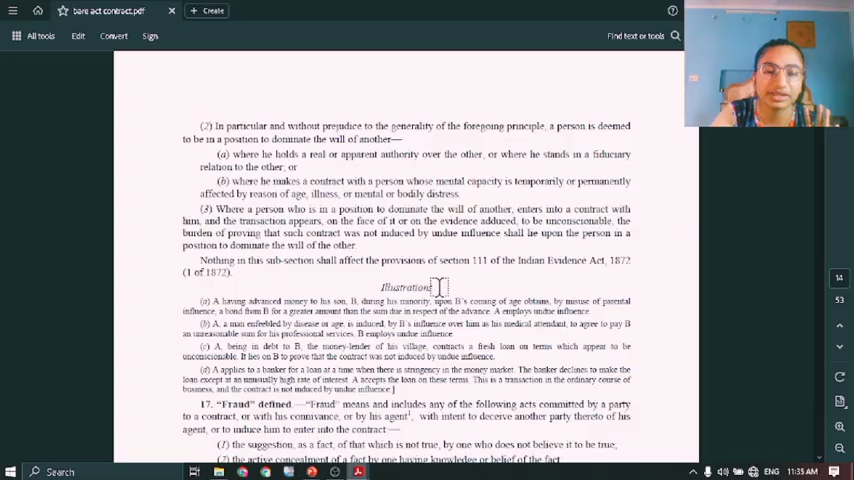 bare act contract.pdf
Create
All tools
Edit
Convert
Sign
Find text or tools
(2) In particular and without prejudice to the generality of the foregoing principle, a person is deemed
to be in a position to dominate the will of another—
(a) where he holds a real or apparent authority over the other, or where he stands in a fiduciary
relation to the other; or
(b) where he makes a contract with a person whose mental capacity is temporarily or permanently
affected by reason of age, illness, or mental or bodily distress.
(3) Where a person who is in a position to dominate the will of another, enters into a contract with
him, and the transaction appears, on the face of it or on the evidence adduced, to be unconscionable, the
burden of proving that such contract was not induced by undue influence shall lie upon the person in a
position to dominate the will of the other.
Nothing in this sub-section shall affect the provisions of section 111 of the Indian Evidence Act, 1872
(1 of 1872).
Illustrations
(a) A having advanced money to his son, B, during his minority, upon B's coming of age obtains, by misuse of parental
influence, a bond from B for a greater amount than the sum due in respect of the advance. A employs undue influence.
(b) A, a man enfeebled by disease or age, is induced, by B's influence over him as his medical attendant, to agree to pay B
an unreasonable sum for his professional services. B employs undue influence.
(c) A, being in debt to B, the money-lender of his village, contracts a fresh loan on terms which appear to be
unconscionable. It lies on B to prove that the contract was not induced by undue influence.
(d) A applies to a banker for a loan at a time when there is stringency in the money market. The banker declines to make the
loan except at an unusually high rate of interest. A accepts the loan on these terms. This is a transaction in the ordinary course of
business, and the contract is not induced by undue influence.]
17. "Fraud" defined.—"Fraud" means and includes any of the following acts committed by a party
to a contract, or with his connivance, or by his agent¹, with intent to deceive another party thereto of his
agent, or to induce him to enter into the contract:—
(1) the suggestion, as a fact, of that which is not true, by one who does not believe it to be true;
(2) the active concealment of a fact by one having knowledge or belief of the fact;
14
53
Search
ENG
11:35 AM